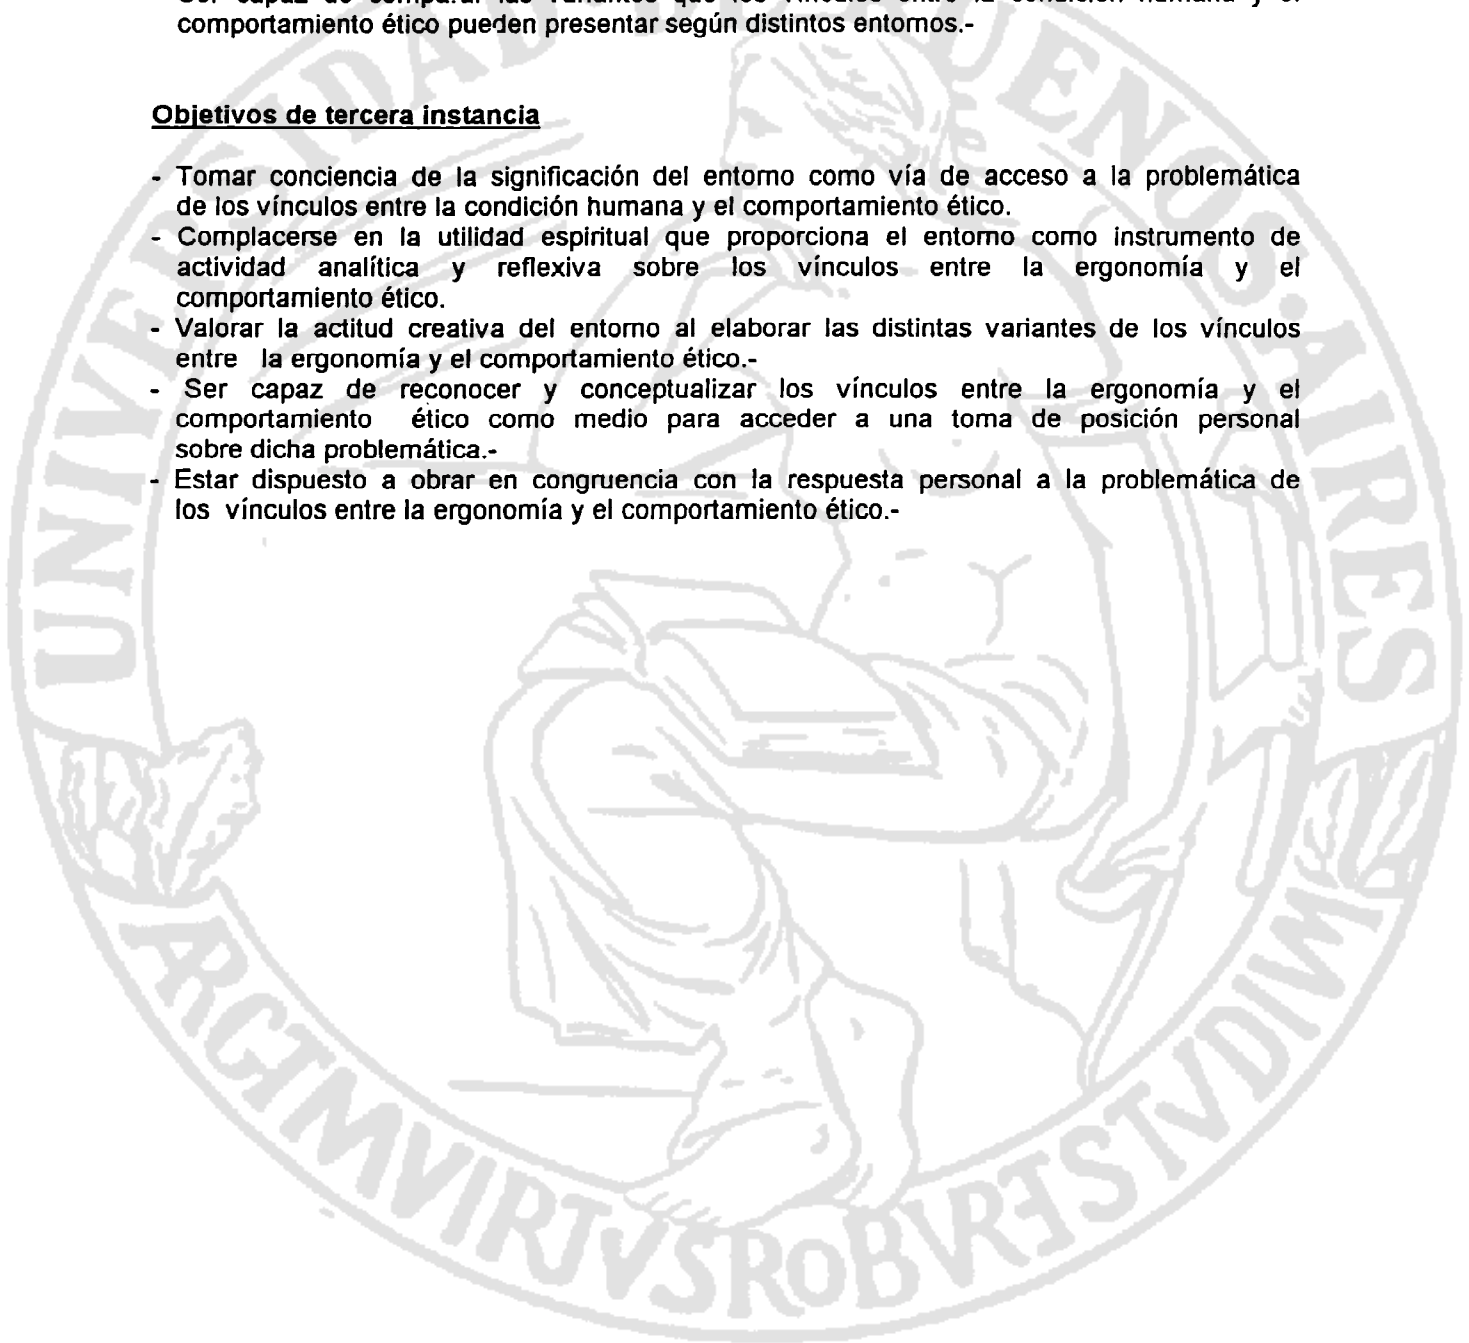 comportamiento ético pueden presentar según distintos entornos.-
Objetivos de tercera instancia
- Tomar conciencia de la significación del entorno como vía de acceso a la problemática
de los vínculos entre la condición humana y el comportamiento ético.
- Complacerse en la utilidad espiritual que proporciona el entorno como instrumento de
actividad analítica y reflexiva sobre los vínculos entre la ergonomía y el
comportamiento ético.
- Valorar la actitud creativa del entorno al elaborar las distintas variantes de los vínculos
entre la ergonomía y el comportamiento ético.-
- Ser capaz de reconocer y conceptualizar los vínculos entre la ergonomía y el
comportamiento ético como medio para acceder a una toma de posición personal
sobre dicha problemática.-
- Estar dispuesto a obrar en congruencia con la respuesta personal a la problemática de
los vínculos entre la ergonomía y el comportamiento ético.-
ARGTMVIRTVSROBVRESTVDIVM